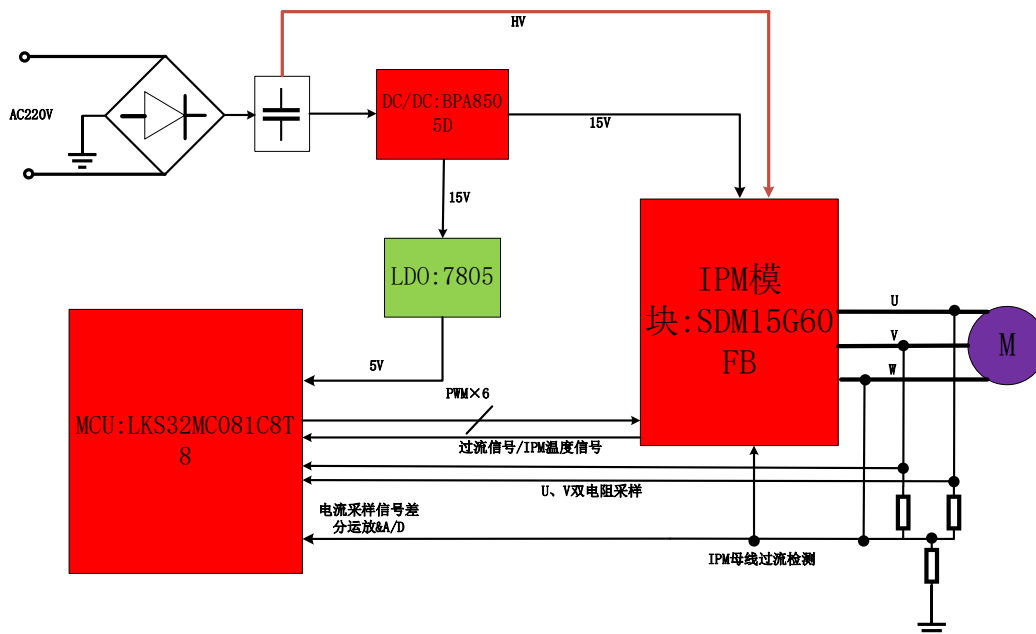 HV
AC220V
DC/DC:BPA850
5D
15V
15V
LDO:7805
IPM模
块:SDM15G60
FB
U
V
W
M
5V
PWM×6
MCU:LKS32MC081C8T
8
过流信号/IPM温度信号
U、V双电阻采样
电流采样信号差
分运放&A/D
IPM母线过流检测